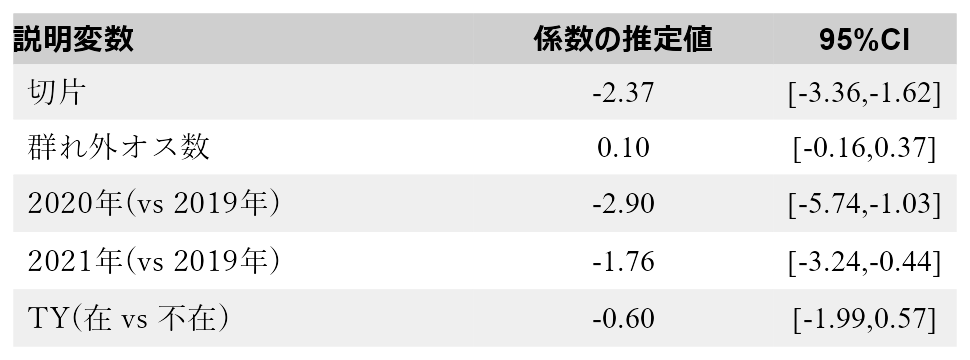 説明変数 係数の推定値 95%CI
切片 -2.37 [-3.36,-1.62]
群れ外オス数 0.10 [-0.16,0.37]
2020年(vs 2019年) -2.90 [-5.74,-1.03]
2021年(vs 2019年) -1.76 [-3.24,-0.44]
TY(在 vs 不在) -0.60 [-1.99,0.57]